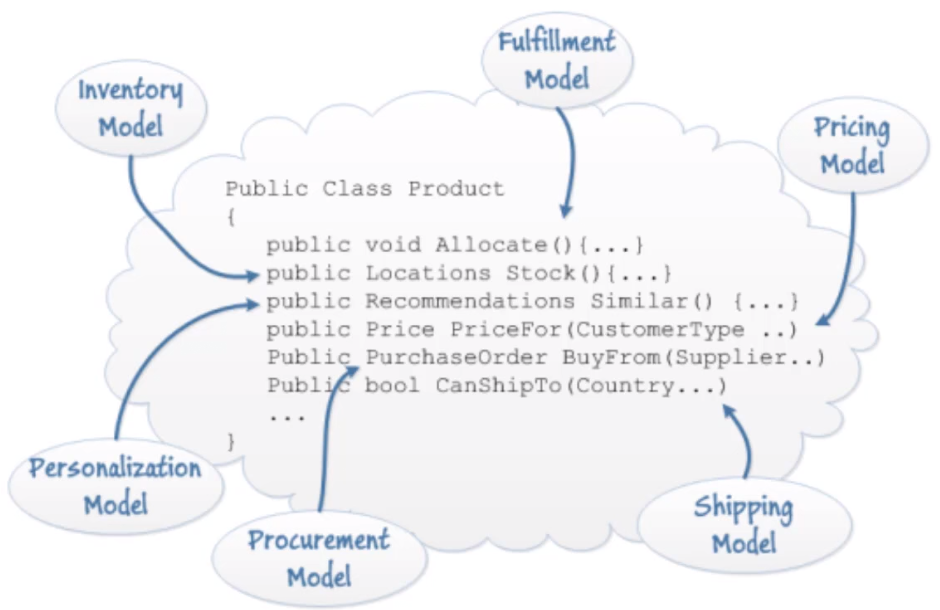 Fulfillment
Model
Inventory
Model
Pricing
Model
Public Class Product
{
public void Allocate(){...}
public Locations Stock(){...}
public Recommendations Similar() {...}
public Price PriceFor(CustomerType ..)
Public PurchaseOrder BuyFrom(Supplier..)
Public bool CanShipTo(Country...)
...
}
Personalization
Model
Procurement
Model
Shipping
Model